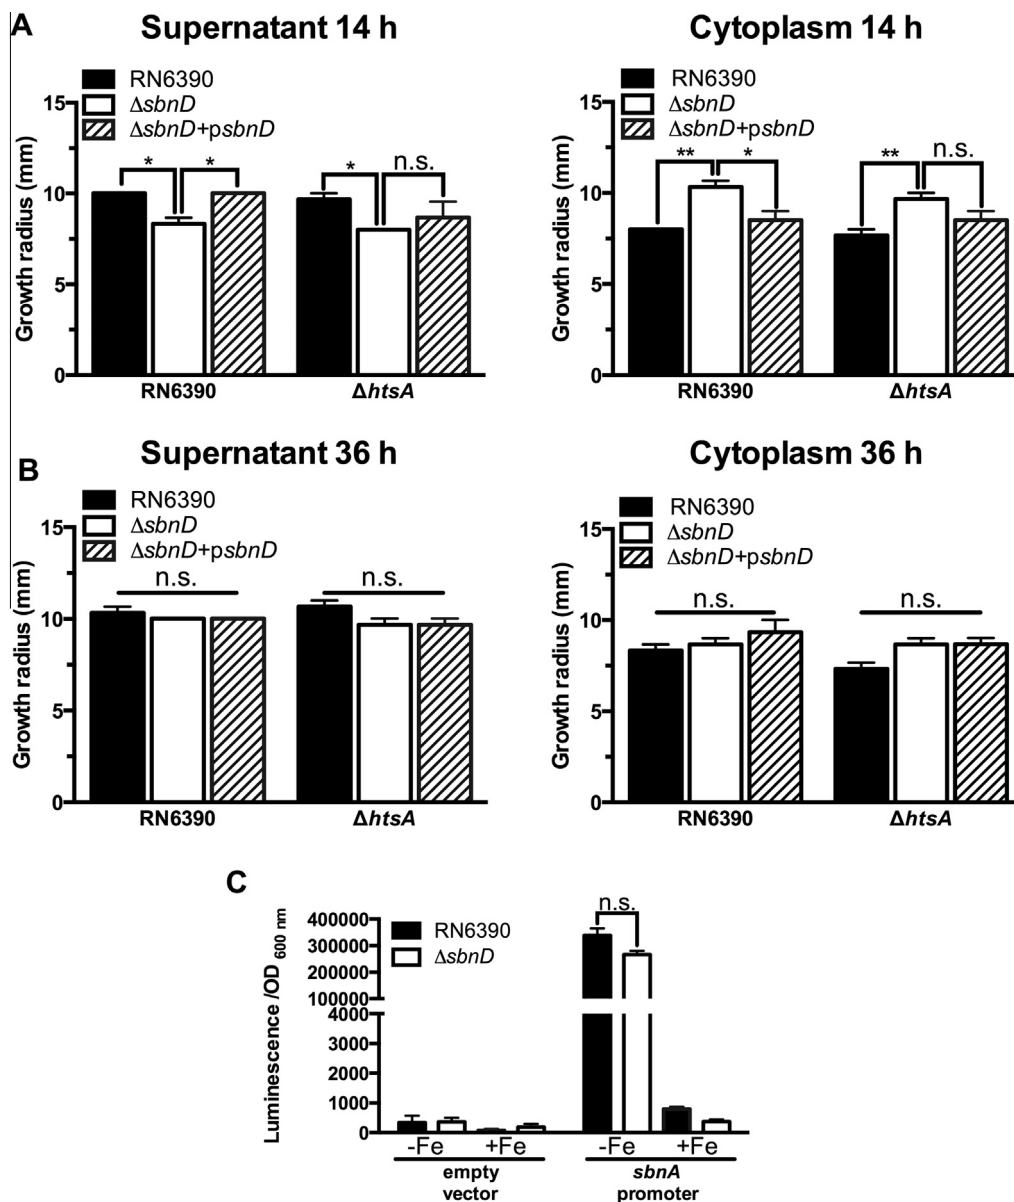 A
Supernatant 14 h
Cytoplasm 14 h
RN6390
ΔsbnD
ΔsbnD+psbnD
RN6390
ΔsbnD
ΔsbnD+psbnD
Growth radius (mm)
15
10
5
0
* *
* n.s.
RN6390
ΔhtsA
Growth radius (mm)
15
10
5
0
** *
** n.s.
RN6390
ΔhtsA
B
Supernatant 36 h
Cytoplasm 36 h
RN6390
ΔsbnD
ΔsbnD+psbnD
RN6390
ΔsbnD
ΔsbnD+psbnD
Growth radius (mm)
15
10
5
0
n.s.
n.s.
RN6390
ΔhtsA
Growth radius (mm)
15
10
5
0
n.s.
n.s.
RN6390
ΔhtsA
C
RN6390
ΔsbnD
Luminescence /OD 600 nm
400000
300000
200000
100000
4000
3000
2000
1000
0
n.s.
-Fe +Fe -Fe +Fe
empty
vector
sbnA
promoter